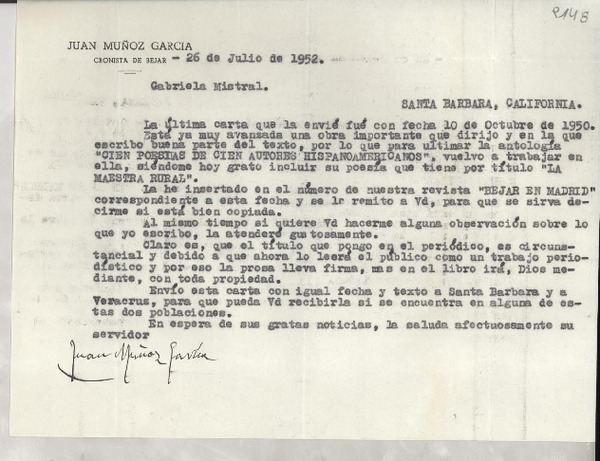 2148
JUAN MUÑOZ GARCIA
CRONISTA DE BEJAR - 26 de Julio de 1952.
Gabriela Mistral.
SANTA BARBARA, CALIFORNIA.
La última carta que la envié fué con fecha 10 de Octubre de 1950.
Está ya muy avanzada una obra importante que dirijo y en la que
escribo buena parte del texto, por lo que para ultimar la antología
"CIEN POESIAS DE CIEN AUTORES HISPANOAMERICANOS", vuelvo a trabajar en
ella, siéndome hoy grato incluir su poesía que tiene por título "LA
MAESTRA RURAL".
La he insertado en el número de nuestra revista "BEJAR EN MADRID"
correspondiente a esta fecha y se le remito a Vd, para que se sirva de-
cirme si está bien copiada.
Al mismo tiempo si quiere Vd hacerme alguna observación sobre lo
que yo escribo, la atenderé gustosamente.
Claro es, que el título que pongo en el periódico, es circuns-
tancial y debido a que ahora lo leerá el público como un trabajo perio-
dístico y por eso la prosa lleva firma, mas en el libro irá, Dios me-
diante, con toda propiedad.
Envío esta carta con igual fecha y texto a Santa Barbara y a
Veracruz, para que pueda Vd recibirla si se encuentra en alguna de es-
tas dos poblaciones.
En espera de sus gratas noticias, la saluda afectuosamente su
servidor
Juan Muñoz García